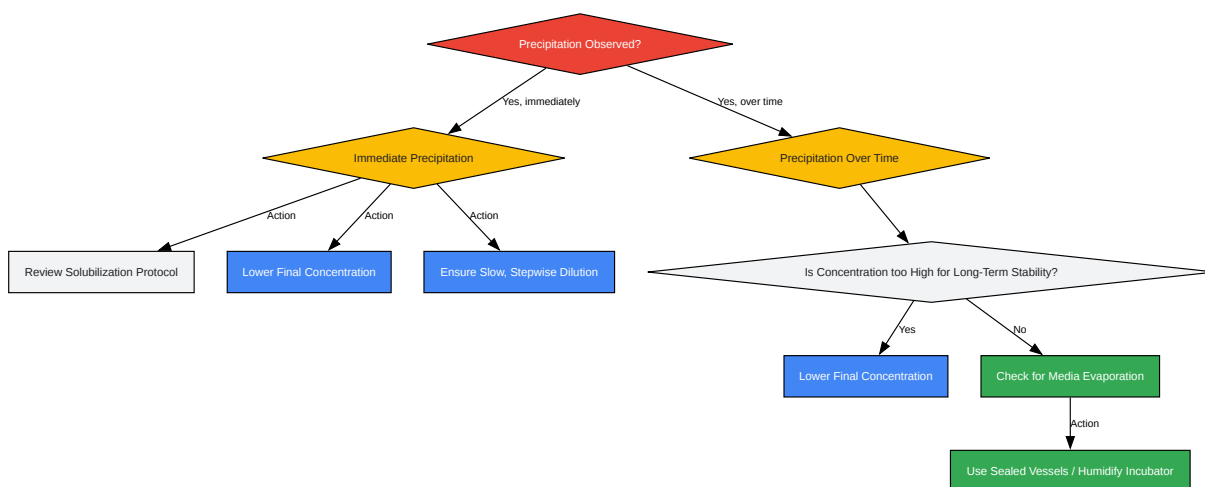 Precipitation Observed?
Yes, immediately
Yes, over time
Immediate Precipitation
Precipitation Over Time
Action
Action
Action
Review Solubilization Protocol
Lower Final Concentration
Ensure Slow, Stepwise Dilution
Is Concentration too High for Long-Term Stability?
Yes
No
Lower Final Concentration
Check for Media Evaporation
Action
Use Sealed Vessels / Humidify Incubator